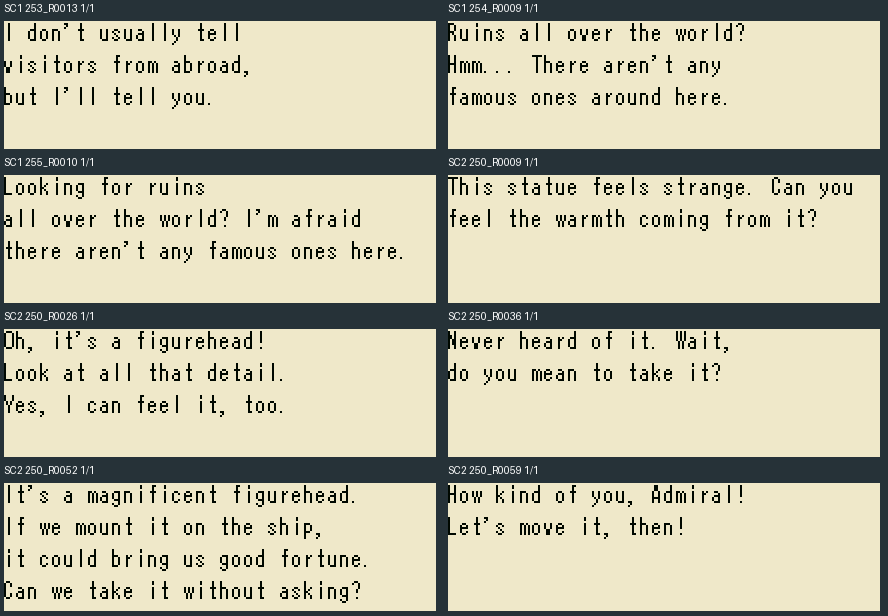 SC1 253_R0013 1/1
I don't usually tell
visitors from abroad,
but I'll tell you.
SC1 254_R0009 1/1
Ruins all over the world?
Hmm... There aren't any
famous ones around here.
SC1 255_R0010 1/1
Looking for ruins
all over the world? I'm afraid
there aren't any famous ones here.
SC2 250_R0009 1/1
This statue feels strange. Can you
feel the warmth coming from it?
SC2 250_R0026 1/1
Oh, it's a figurehead!
Look at all that detail.
Yes, I can feel it, too.
SC2 250_R0036 1/1
Never heard of it. Wait,
do you mean to take it?
SC2 250_R0052 1/1
It's a magnificent figurehead.
If we mount it on the ship,
it could bring us good fortune.
Can we take it without asking?
SC2 250_R0059 1/1
How kind of you, Admiral!
Let's move it, then!